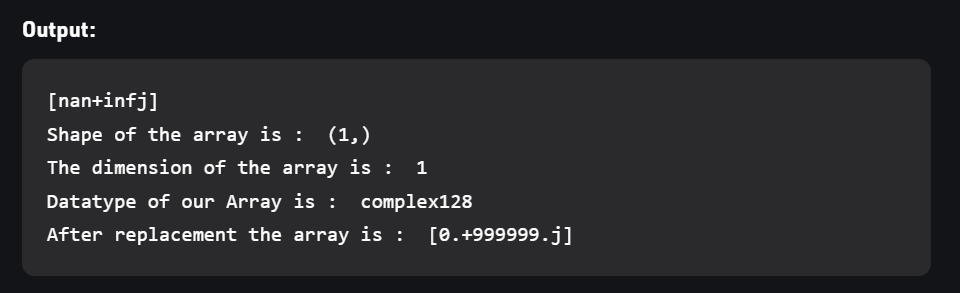 Output:
[nan+infj]
Shape of the array is :  (1,)
The dimension of the array is :  1
Datatype of our Array is :  complex128
After replacement the array is :  [0.+999999.j]